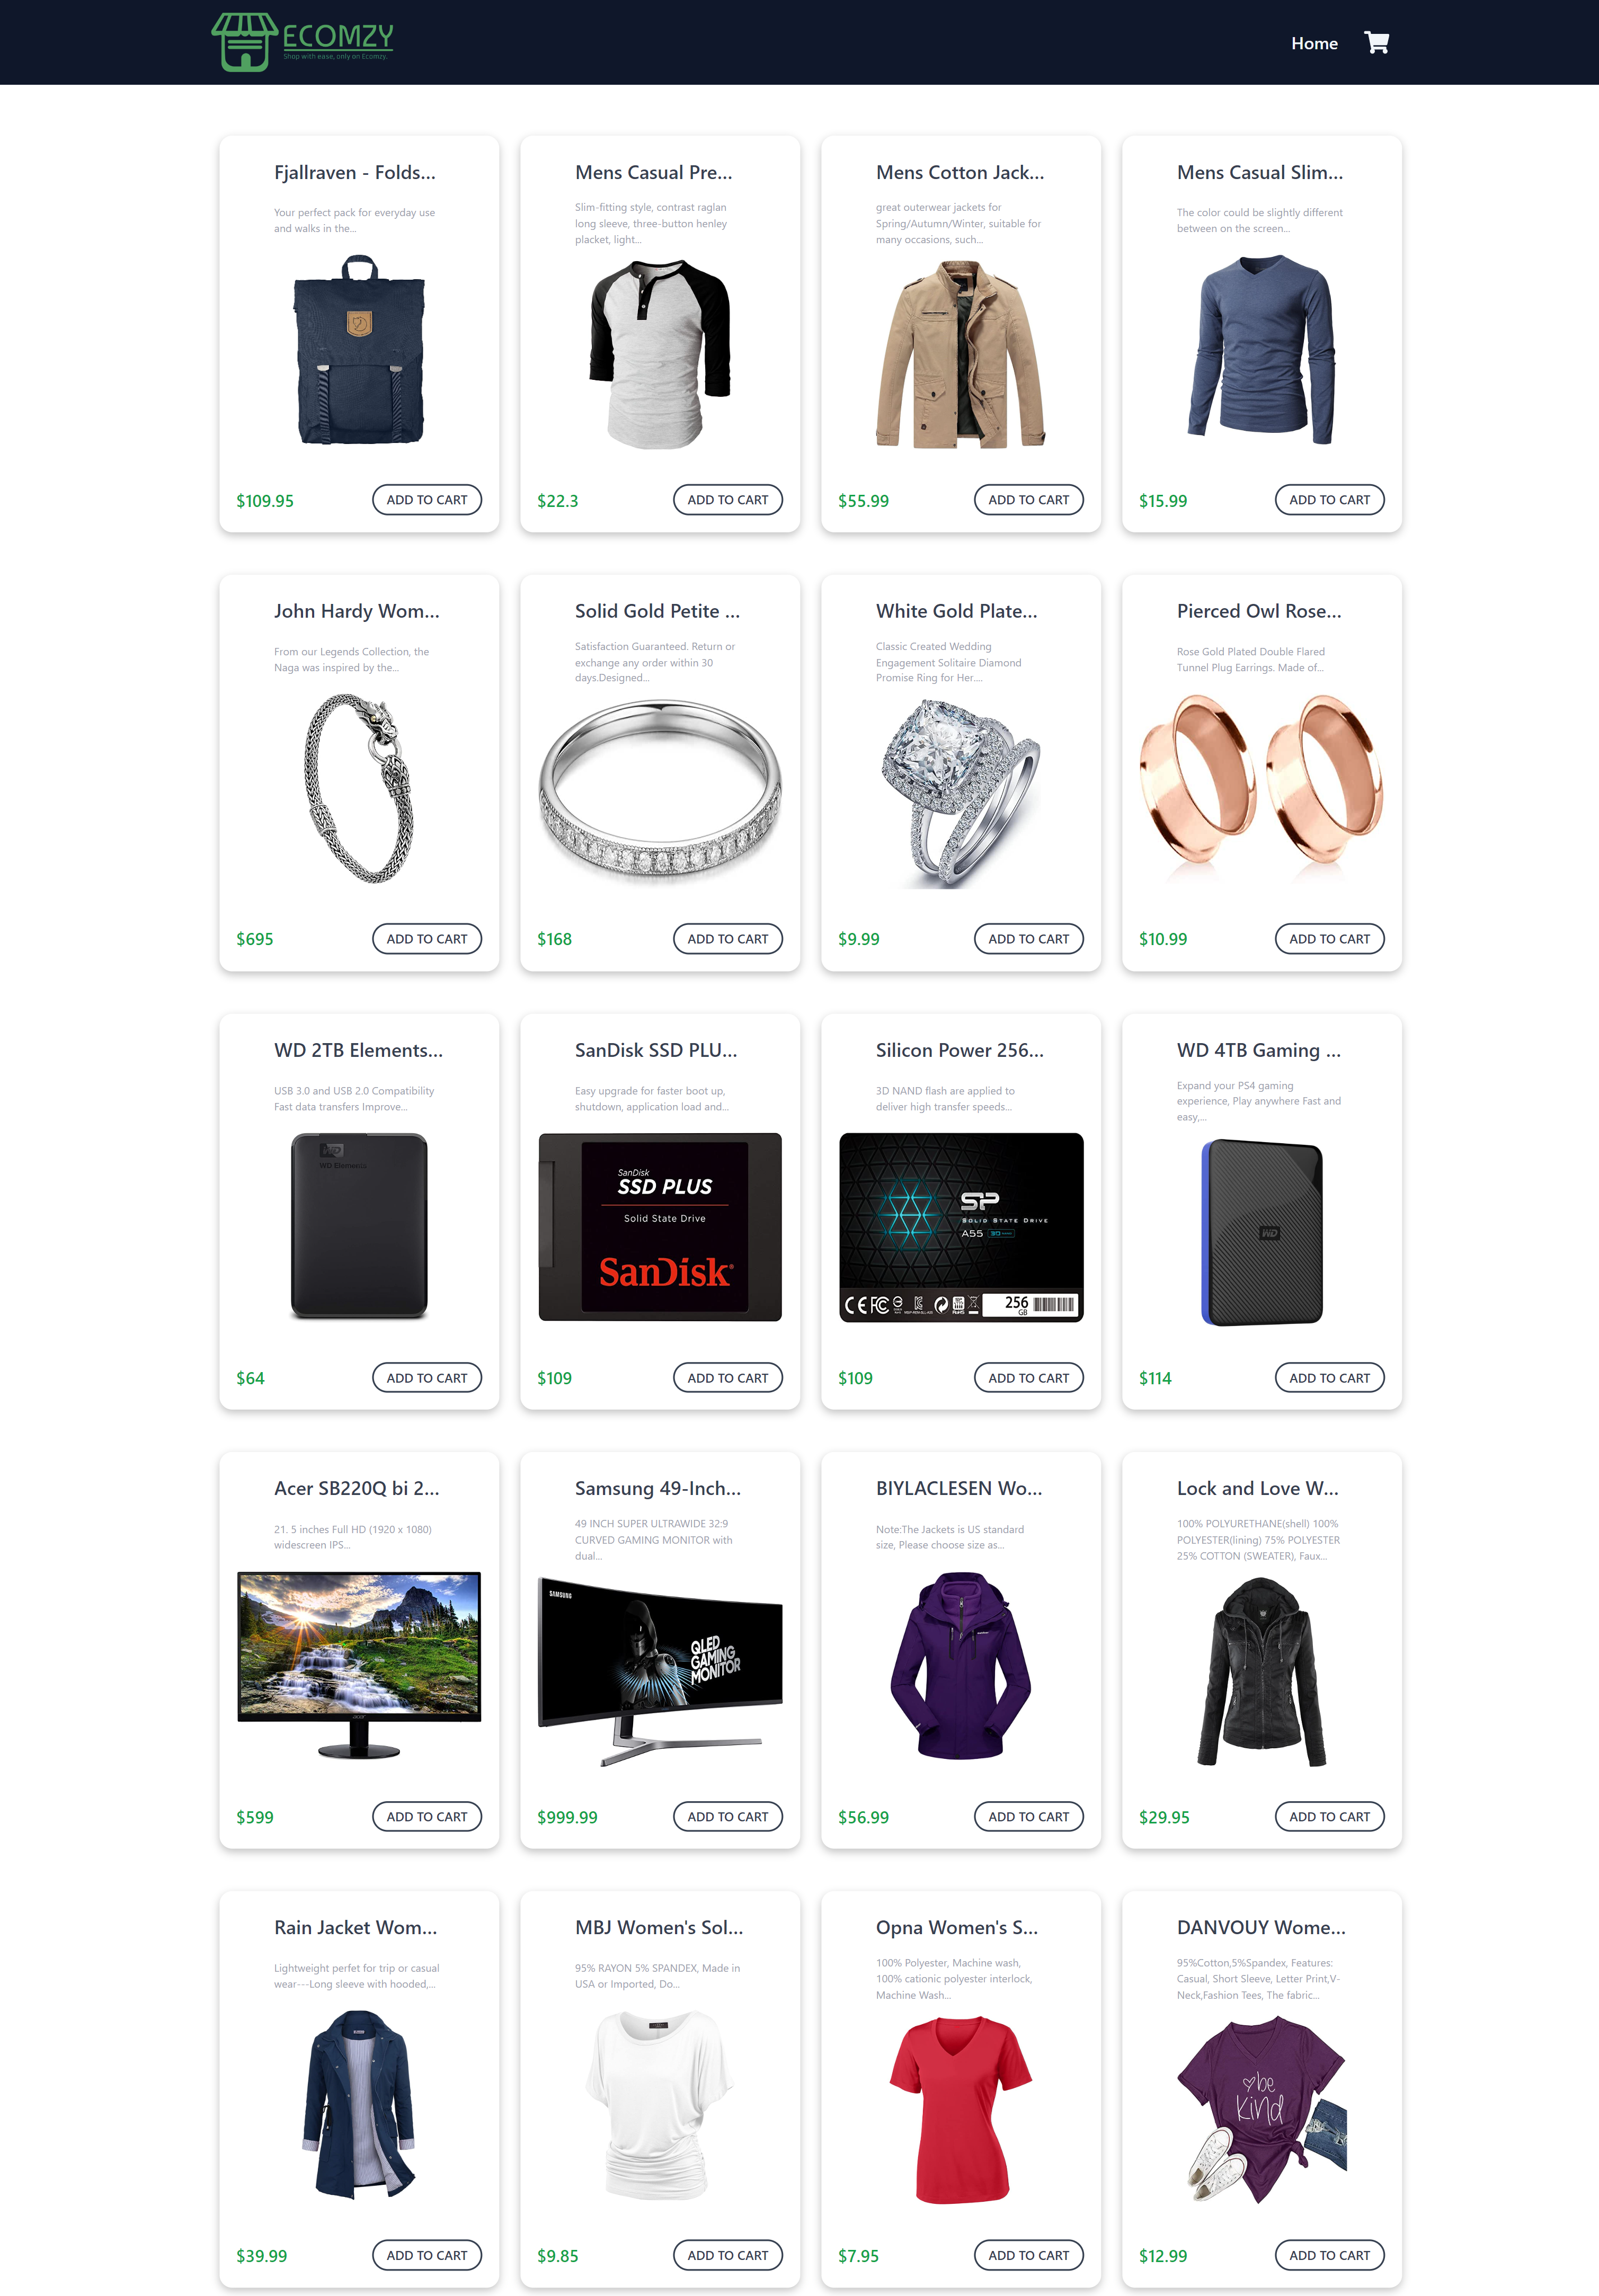 ECOMZY
Shop with ease, only on Ecomzy.
Home
Fjallraven - Folds...
Your perfect pack for everyday use
and walks in the...
$109.95
ADD TO CART
Mens Casual Pre...
Slim-fitting style, contrast raglan
long sleeve, three-button henley
placket, light...
$22.3
ADD TO CART
Mens Cotton Jack...
great outerwear jackets for
Spring/Autumn/Winter, suitable for
many occasions, such...
$55.99
ADD TO CART
Mens Casual Slim...
The color could be slightly different
between on the screen...
$15.99
ADD TO CART
John Hardy Wom...
From our Legends Collection, the
Naga was inspired by the...
$695
ADD TO CART
Solid Gold Petite ...
Satisfaction Guaranteed. Return or
exchange any order within 30
days.Designed...
$168
ADD TO CART
White Gold Plate...
Classic Created Wedding
Engagement Solitaire Diamond
Promise Ring for Her....
$9.99
ADD TO CART
Pierced Owl Rose...
Rose Gold Plated Double Flared
Tunnel Plug Earrings. Made of...
$10.99
ADD TO CART
WD 2TB Elements...
USB 3.0 and USB 2.0 Compatibility
Fast data transfers Improve...
WD
WD Elements
$64
ADD TO CART
SanDisk SSD PLU...
Easy upgrade for faster boot up,
shutdown, application load and...
SanDisk
SSD PLUS
Solid State Drive
SanDisk®
$109
ADD TO CART
Silicon Power 256...
3D NAND flash are applied to
deliver high transfer speeds...
SP
SOLID STATE DRIVE
A55
CE FC
RoHS
256
GB
$109
ADD TO CART
WD 4TB Gaming ...
Expand your PS4 gaming
experience, Play anywhere Fast and
easy,...
WD
$114
ADD TO CART
Acer SB220Q bi 2...
21. 5 inches Full HD (1920 x 1080)
widescreen IPS...
acer
$599
ADD TO CART
Samsung 49-Inch...
49 INCH SUPER ULTRAWIDE 32:9
CURVED GAMING MONITOR with
dual...
SAMSUNG
QLED
GAMING
MONITOR
$999.99
ADD TO CART
BIYLACLESEN Wo...
Note:The Jackets is US standard
size, Please choose size as...
$56.99
ADD TO CART
Lock and Love W...
100% POLYURETHANE(shell) 100%
POLYESTER(lining) 75% POLYESTER
25% COTTON (SWEATER), Faux...
$29.95
ADD TO CART
Rain Jacket Wom...
Lightweight perfet for trip or casual
wear---Long sleeve with hooded,...
$39.99
ADD TO CART
MBJ Women's Sol...
95% RAYON 5% SPANDEX, Made in
USA or Imported, Do...
$9.85
ADD TO CART
Opna Women's S...
100% Polyester, Machine wash,
100% cationic polyester interlock,
Machine Wash...
$7.95
ADD TO CART
DANVOUY Wome...
95%Cotton,5%Spandex, Features:
Casual, Short Sleeve, Letter Print,V-
Neck,Fashion Tees, The fabric...
be
kind
$12.99
ADD TO CART